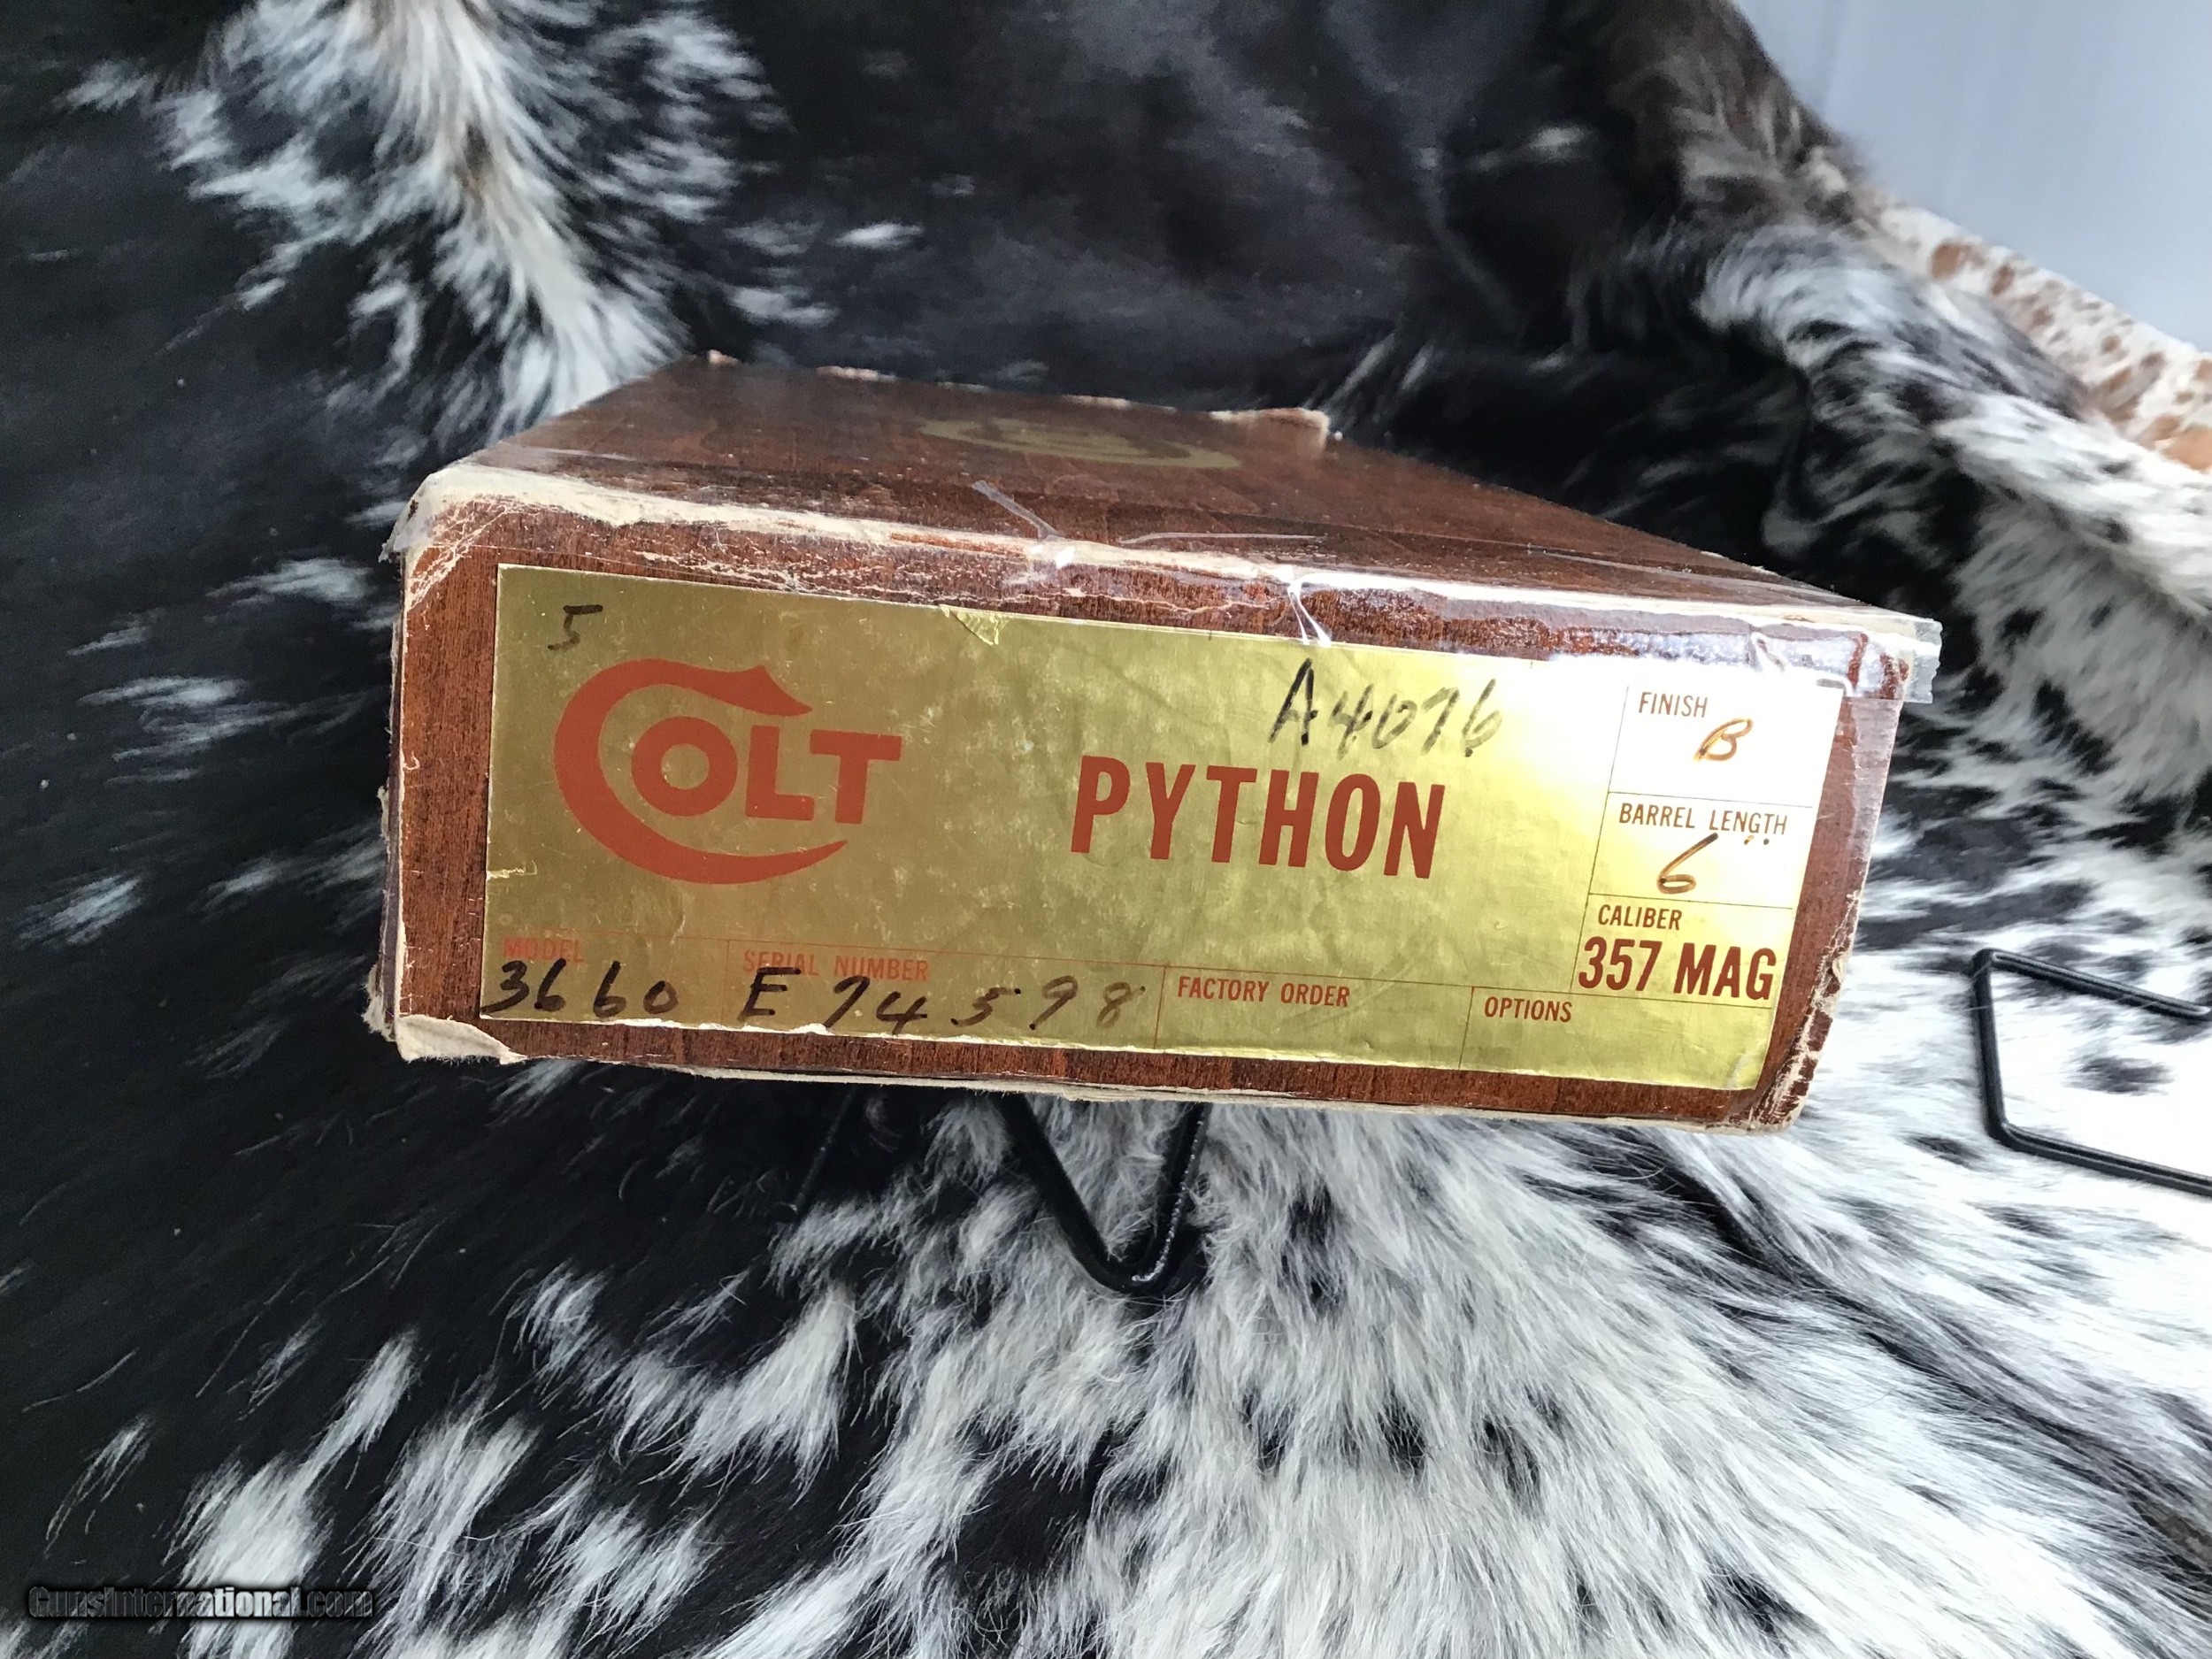 5
COLT
A4076
PYTHON
FINISH
B
BARREL LENGTH
6"
CALIBER
357 MAG
MODEL
3660
SERIAL NUMBER
E 74598
FACTORY ORDER
OPTIONS
GunsInternational.com